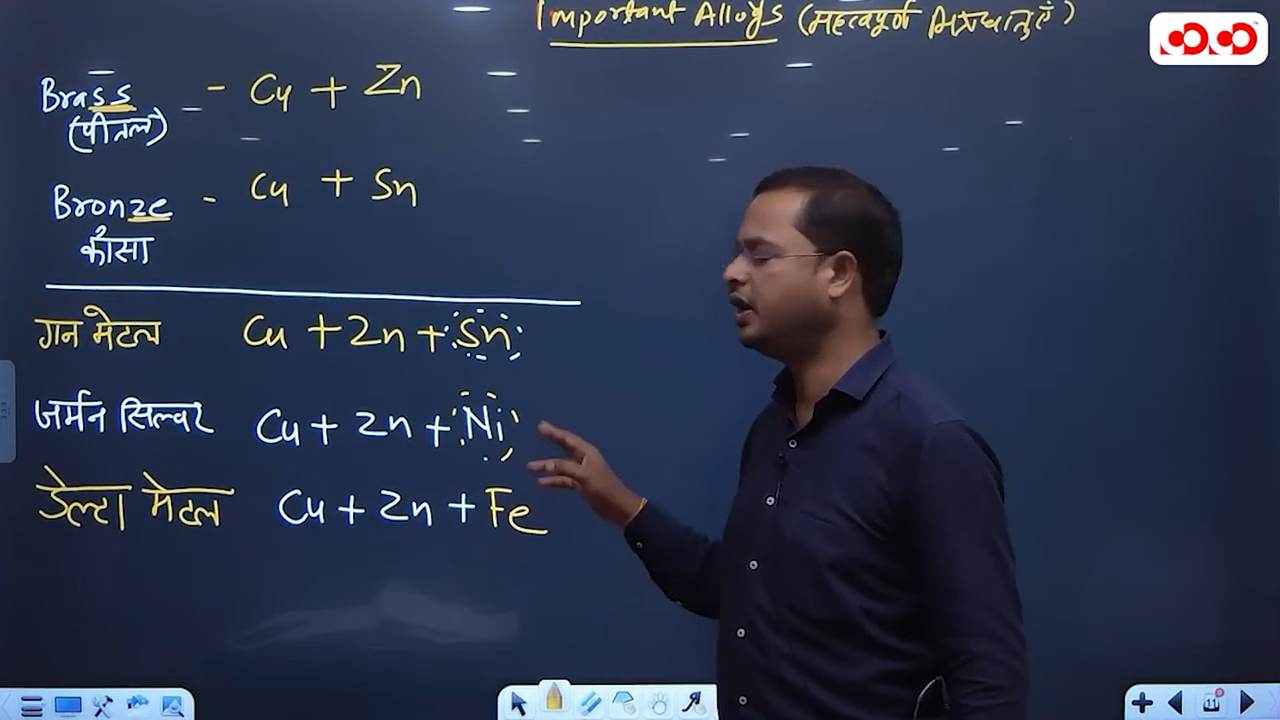 Important Alloys (महत्वपूर्ण मिश्रधातुएँ)
Brass - Cu + Zn
(पीतल)
Bronze - Cu + Sn
काँसा
गन मेटल Cu + Zn + Sn
जर्मन सिल्वर Cu + Zn + Ni
डेल्टा मेटल Cu + Zn + Fe
11